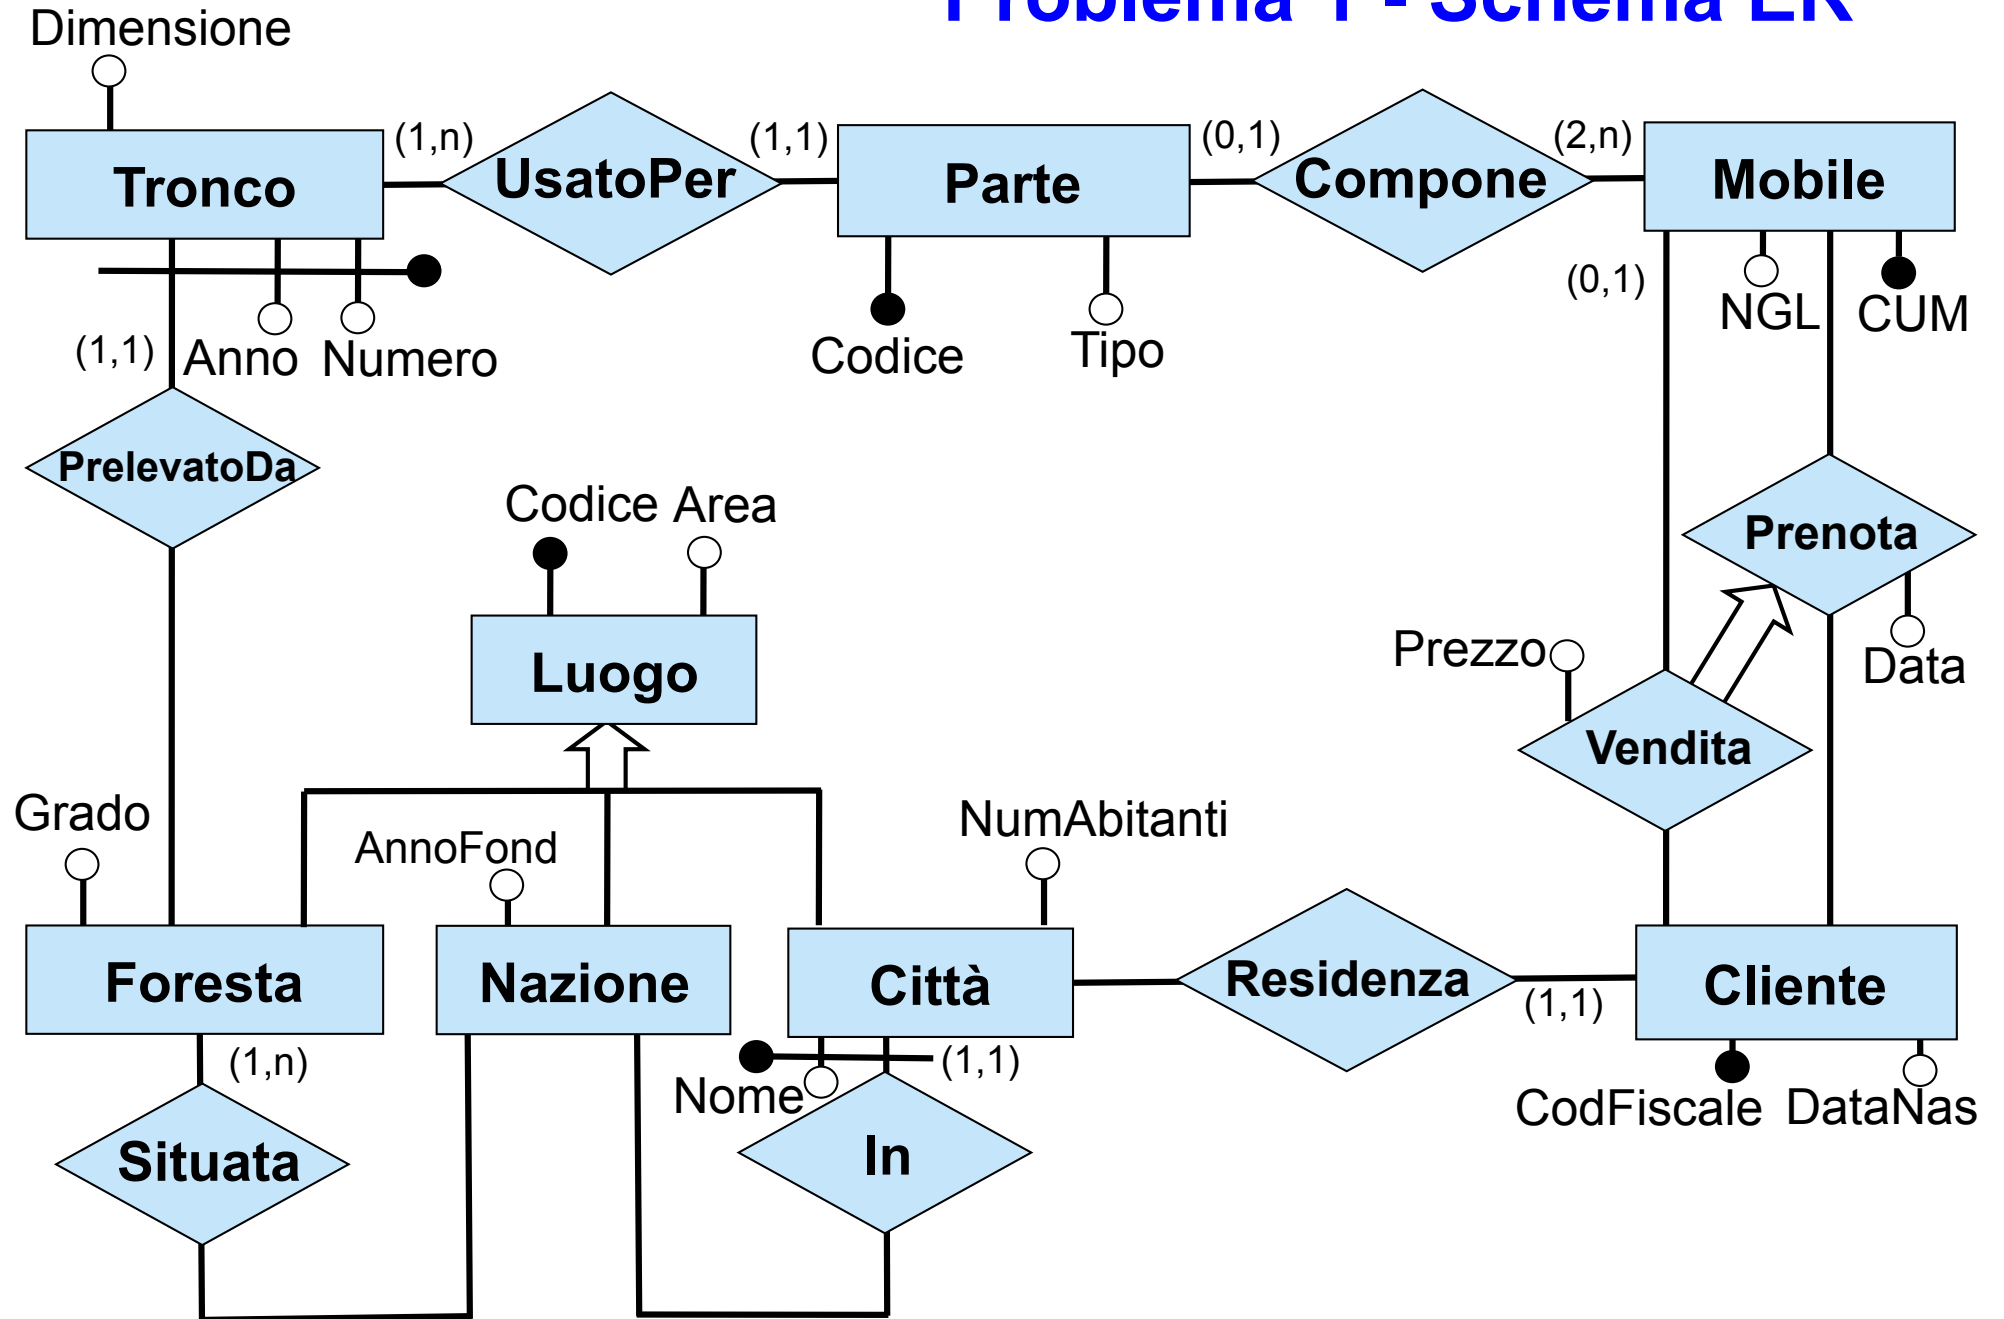 Problema 1 - Schema ER
Dimensione
(1,n)
(1,1)
(0,1)
(2,n)
Tronco
UsatoPer
Parte
Compone
Mobile
(0,1)
NGL
CUM
(1,1)
Anno
Numero
Codice
Tipo
PrelevatoDa
Codice
Area
Prenota
Luogo
Prezzo
Data
Vendita
Grado
AnnoFond
NumAbitanti
Foresta
Nazione
Città
Residenza
Cliente
(1,1)
(1,n)
(1,1)
Nome
CodFiscale
DataNas
Situata
In